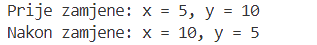 Prije zamjene: x = 5, y = 10
Nakon zamjene: x = 10, y = 5